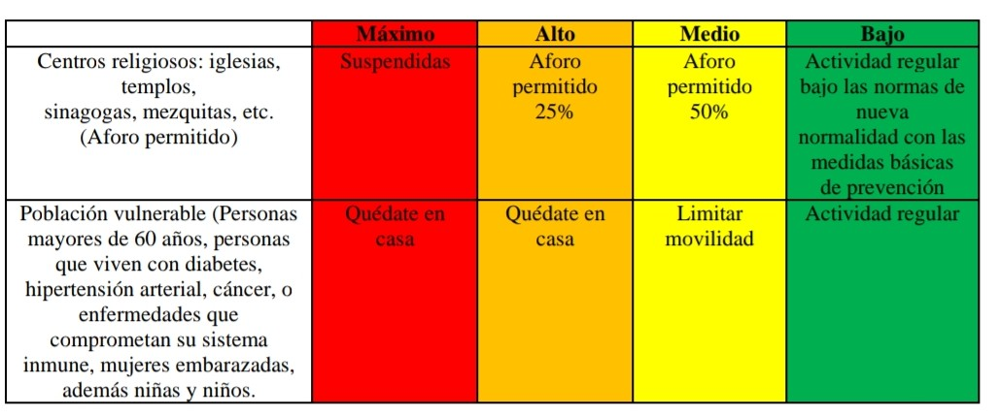 Máximo Alto Medio Bajo
Centros religiosos: iglesias,
templos,
sinagogas, mezquitas, etc.
(Aforo permitido)
Suspendidas
Aforo
permitido
25%
Aforo
permitido
50%
Actividad regular
bajo las normas de
nueva
normalidad con las
medidas básicas
de prevención
Población vulnerable (Personas
mayores de 60 años, personas
que viven con diabetes,
hipertensión arterial, cáncer, o
enfermedades que
comprometan su sistema
inmune, mujeres embarazadas,
además niñas y niños.
Quédate en
casa
Quédate en
casa
Limitar
movilidad
Actividad regular